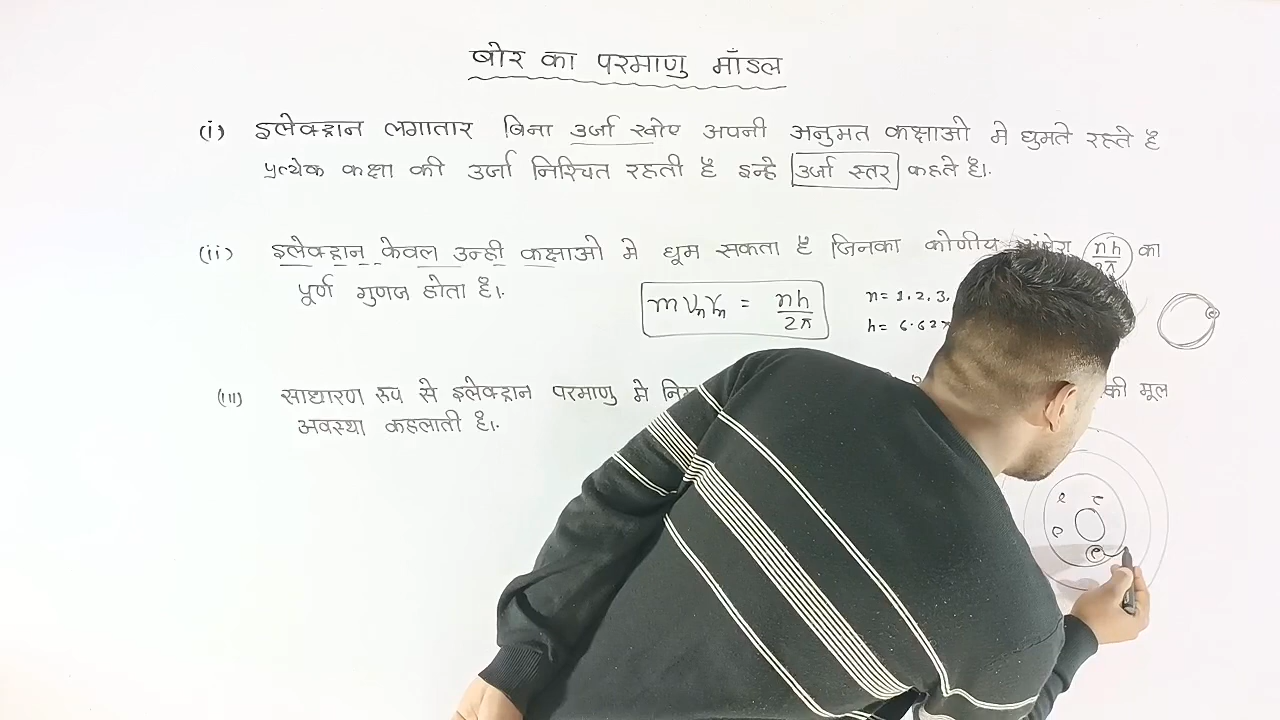 बोर का परमाणु मॉडल
(i) इलेक्ट्रान लगातार बिना उर्जा खोए अपनी अनुमत कक्षाओ मे घुमते रहते है
प्रत्येक कक्षा की उर्जा निश्चित रहती है इन्हे उर्जा स्तर कहते है।.
(ii) इलेक्ट्रान केवल उन्ही कक्षाओ मे घूम सकता है जिनका कोणीय nh/2π का
पूर्ण गुणज होता है।.
mVnrn = nh/2π
n= 1, 2, 3,
h= 6.62
(iii) साधारण रूप से इलेक्ट्रान परमाणु मे की मूल
अवस्था कहलाती है।.
e e
e e